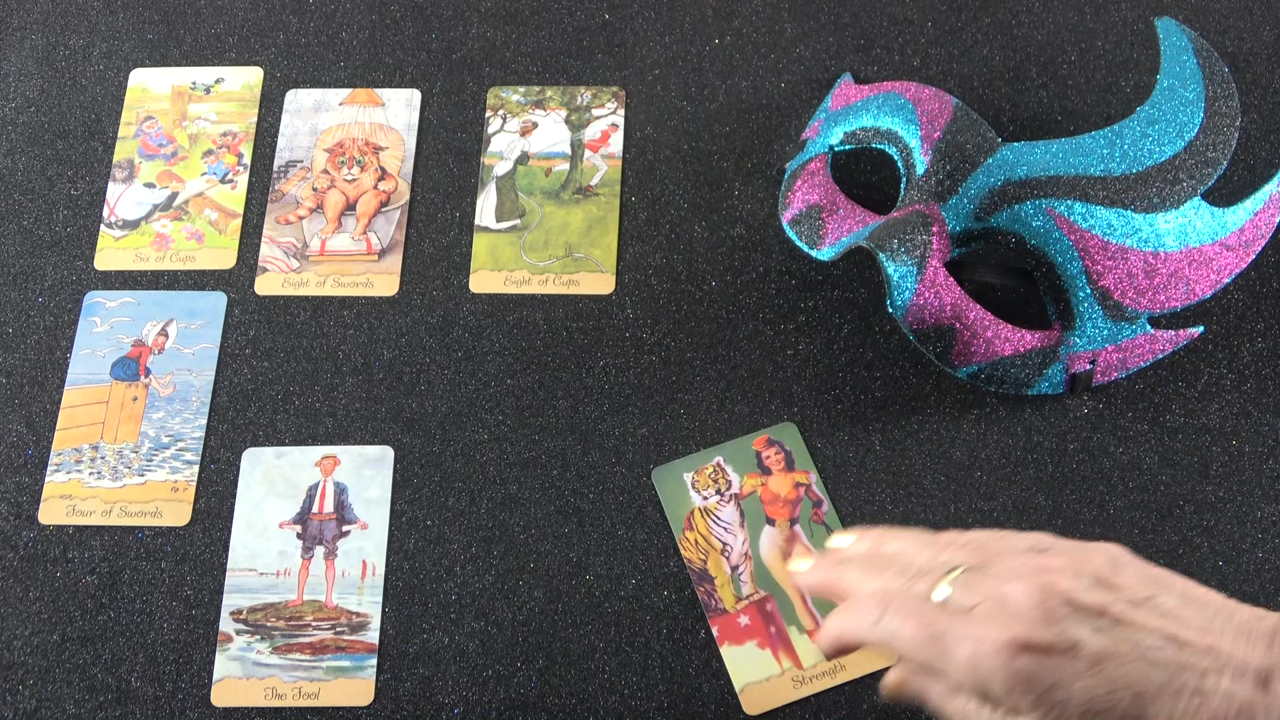 Six of Cups
Eight of Swords
Eight of Cups
Four of Swords
The Fool
Strength